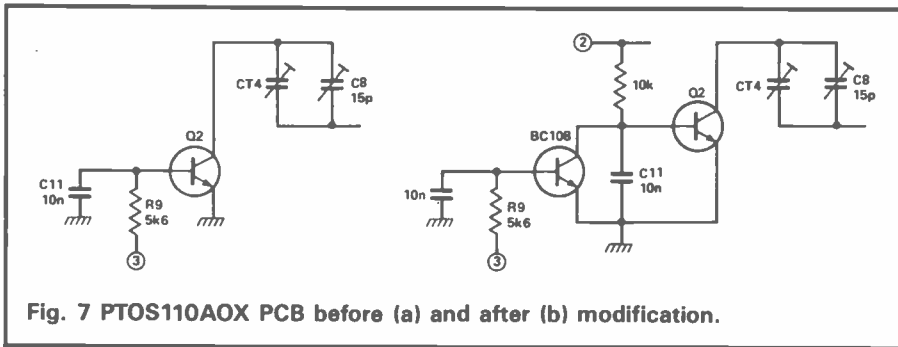 CT4
C8
15p
Q2
C11
10n
R9
5k6
3
2
10k
CT4
C8
15p
Q2
BC108
C11
10n
10n
R9
5k6
3
Fig. 7 PTOS110AOX PCB before (a) and after (b) modification.